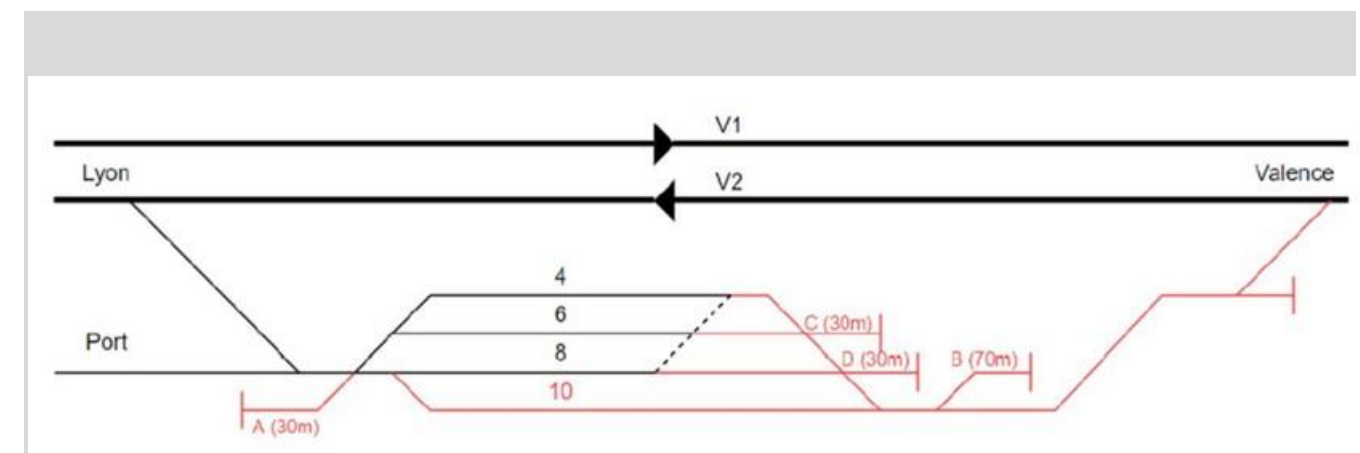 V1
Lyon
Valence
V2
4
6
C (30m)
Port
8
D (30m)
B (70m)
10
A (30m)